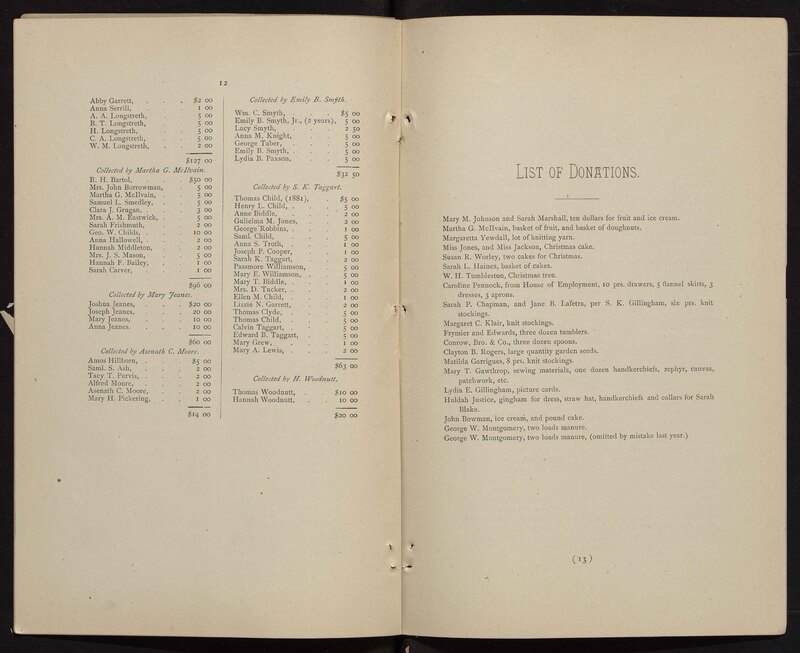 12
Abby Garrett, . . . $2 00
Anna Serrill, . . . 1 00
A. A. Longstreth, . . 5 00
B. T. Longstreth, . . 5 00
H. Longstreth, . . 5 00
C. A. Longstreth, . . 5 00
W. M. Longstreth, . . 2 00
$127 00
Collected by Martha G. McIlvain.
B. H. Bartol, . . . $50 00
Mrs. John Borrowman, . 5 00
Martha G. McIlvain, . . 5 00
Samuel L. Smedley, . . 5 00
Clara J. Grugan, . . . 3 00
Mrs. A. M. Eastwick, . . 5 00
Sarah Frishmuth, . . 2 00
Geo. W. Childs, . . . 10 00
Anna Hallowell, . . 2 00
Hannah Middleton, . . 2 00
Mrs. J. S. Mason, . . 5 00
Hannah F. Bailey, . . 1 00
Sarah Carver, . . . 1 00
$96 00
Collected by Mary Jeanes.
Joshua Jeanes, . . . $20 00
Joseph Jeanes, . . . 20 00
Mary Jeanes, . . . 10 00
Anna Jeanes. . . . 10 00
$60 00
Collected by Asenath C. Moore.
Amos Hillborn, . . . $5 00
Saml. S. Ash, . . . 2 00
Tacy T. Purvis, . . . 2 00
Alfred Moore, . . . 2 00
Asenath C. Moore, . . 2 00
Mary H. Pickering, . . 1 00
$14 00
Collected by Emily B. Smyth.
Wm. C. Smyth, . . . $5 00
Emily B. Smyth, Jr., (2 years), 5 00
Lucy Smyth, . . . 2 50
Anna M. Knight, . . 5 00
George Taber, . . . 5 00
Emily B. Smyth, . . . 5 00
Lydia B. Paxson, . . 5 00
$32 50
Collected by S. K. Taggart.
Thomas Child, (1881), . . $5 00
Henry L. Child, . . . 5 00
Anne Biddle, . . . 2 00
Gulielma M. Jones, . . 2 00
George Robbins, . . . 1 00
Saml. Child, . . . 5 00
Anna S. Troth, . . . 1 00
Joseph P. Cooper, . . 1 00
Sarah K. Taggart, . . 2 00
Passmore Williamson, . . 5 00
Mary E. Williamson, . . 5 00
Mary T. Biddle, . . . 1 00
Mrs. D. Tucker, . . . 2 00
Ellen M. Child, . . . 1 00
Lizzie N. Garrett, . . 2 00
Thomas Clyde, . . . 5 00
Thomas Child, . . . 5 00
Calvin Taggart, . . . 5 00
Edward B. Taggart, . . 5 00
Mary Grew, . . . 1 00
Mary A. Lewis, . . . 2 00
$63 00
Collected by H. Woodnutt.
Thomas Woodnutt, . . $10 00
Hannah Woodnutt, . . 10 00
$20 00
LIST OF DONATIONS.
Mary M. Johnson and Sarah Marshall, ten dollars for fruit and ice cream.
Martha G. McIlvain, basket of fruit, and basket of doughnuts.
Margaretta Yewdall, lot of knitting yarn.
Miss Jones, and Miss Jackson, Christmas cake.
Susan R. Worley, two cakes for Christmas.
Sarah L. Haines, basket of cakes.
W. H. Tumbleston, Christmas tree.
Caroline Pennock, from House of Employment, 10 prs. drawers, 5 flannel skirts, 3
dresses, 3 aprons.
Sarah P. Chapman, and Jane B. Lafetra, per S. K. Gillingham, six prs. knit
stockings.
Margaret C. Klair, knit stockings.
Frymier and Edwards, three dozen tumblers.
Conrow, Bro. & Co., three dozen spoons.
Clayton B. Rogers, large quantity garden seeds.
Matilda Garrigues, 8 prs. knit stockings.
Mary T. Gawthrop, sewing materials, one dozen handkerchiefs, zephyr, canvas,
patchwork, etc.
Lydia E. Gillingham, picture cards.
Huldah Justice, gingham for dress, straw hat, handkerchiefs and collars for Sarah
Blake.
John Bowman, ice cream, and pound cake.
George W. Montgomery, two loads manure.
George W. Montgomery, two loads manure, (omitted by mistake last year.)
(13)